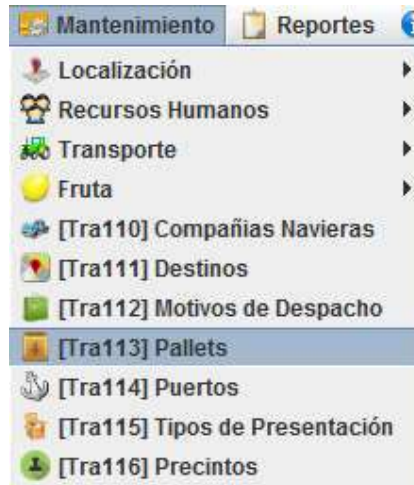 Mantenimiento Reportes
Localización
Recursos Humanos
Transporte
Fruta
[Tra110] Compañias Navieras
[Tra111] Destinos
[Tra112] Motivos de Despacho
[Tra113] Pallets
[Tra114] Puertos
[Tra115] Tipos de Presentación
[Tra116] Precintos